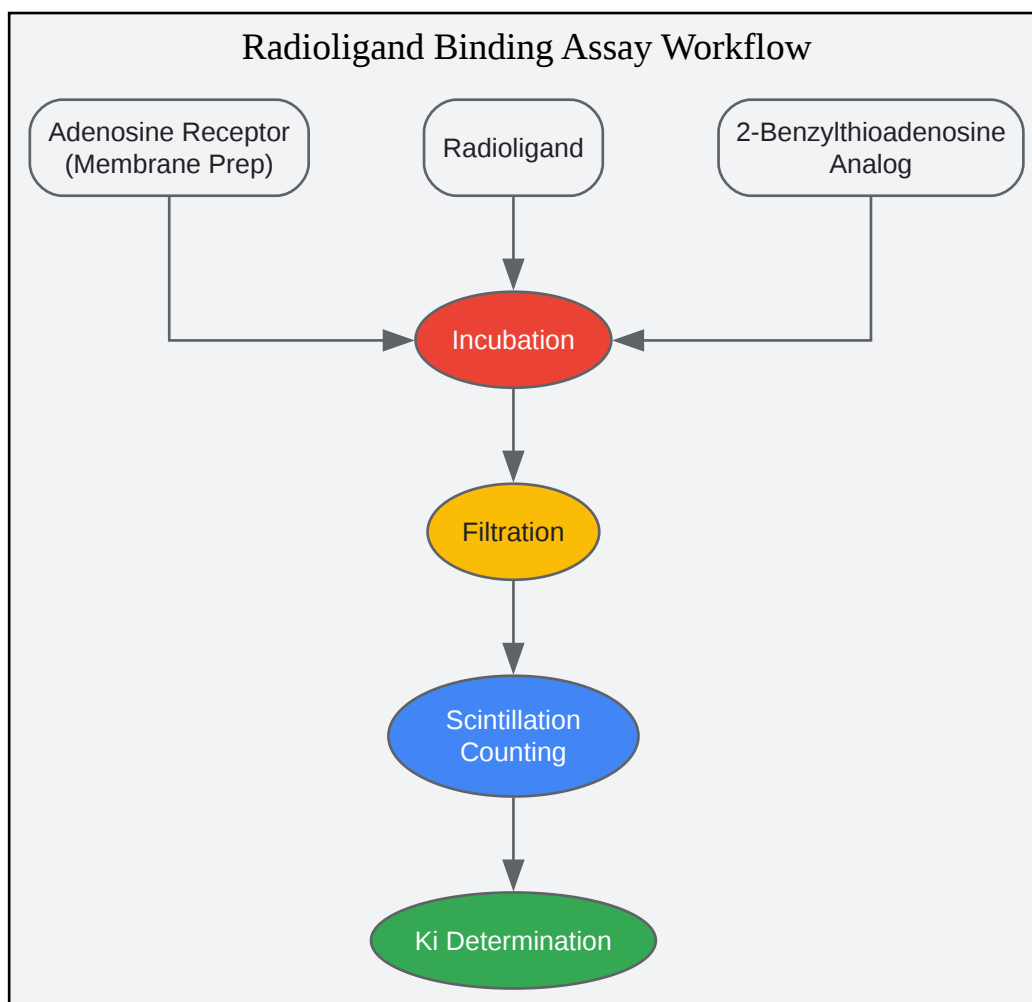 Radioligand Binding Assay Workflow
Adenosine Receptor
(Membrane Prep)
Radioligand
2-Benzylthioadenosine
Analog
Incubation
Filtration
Scintillation
Counting
Ki Determination